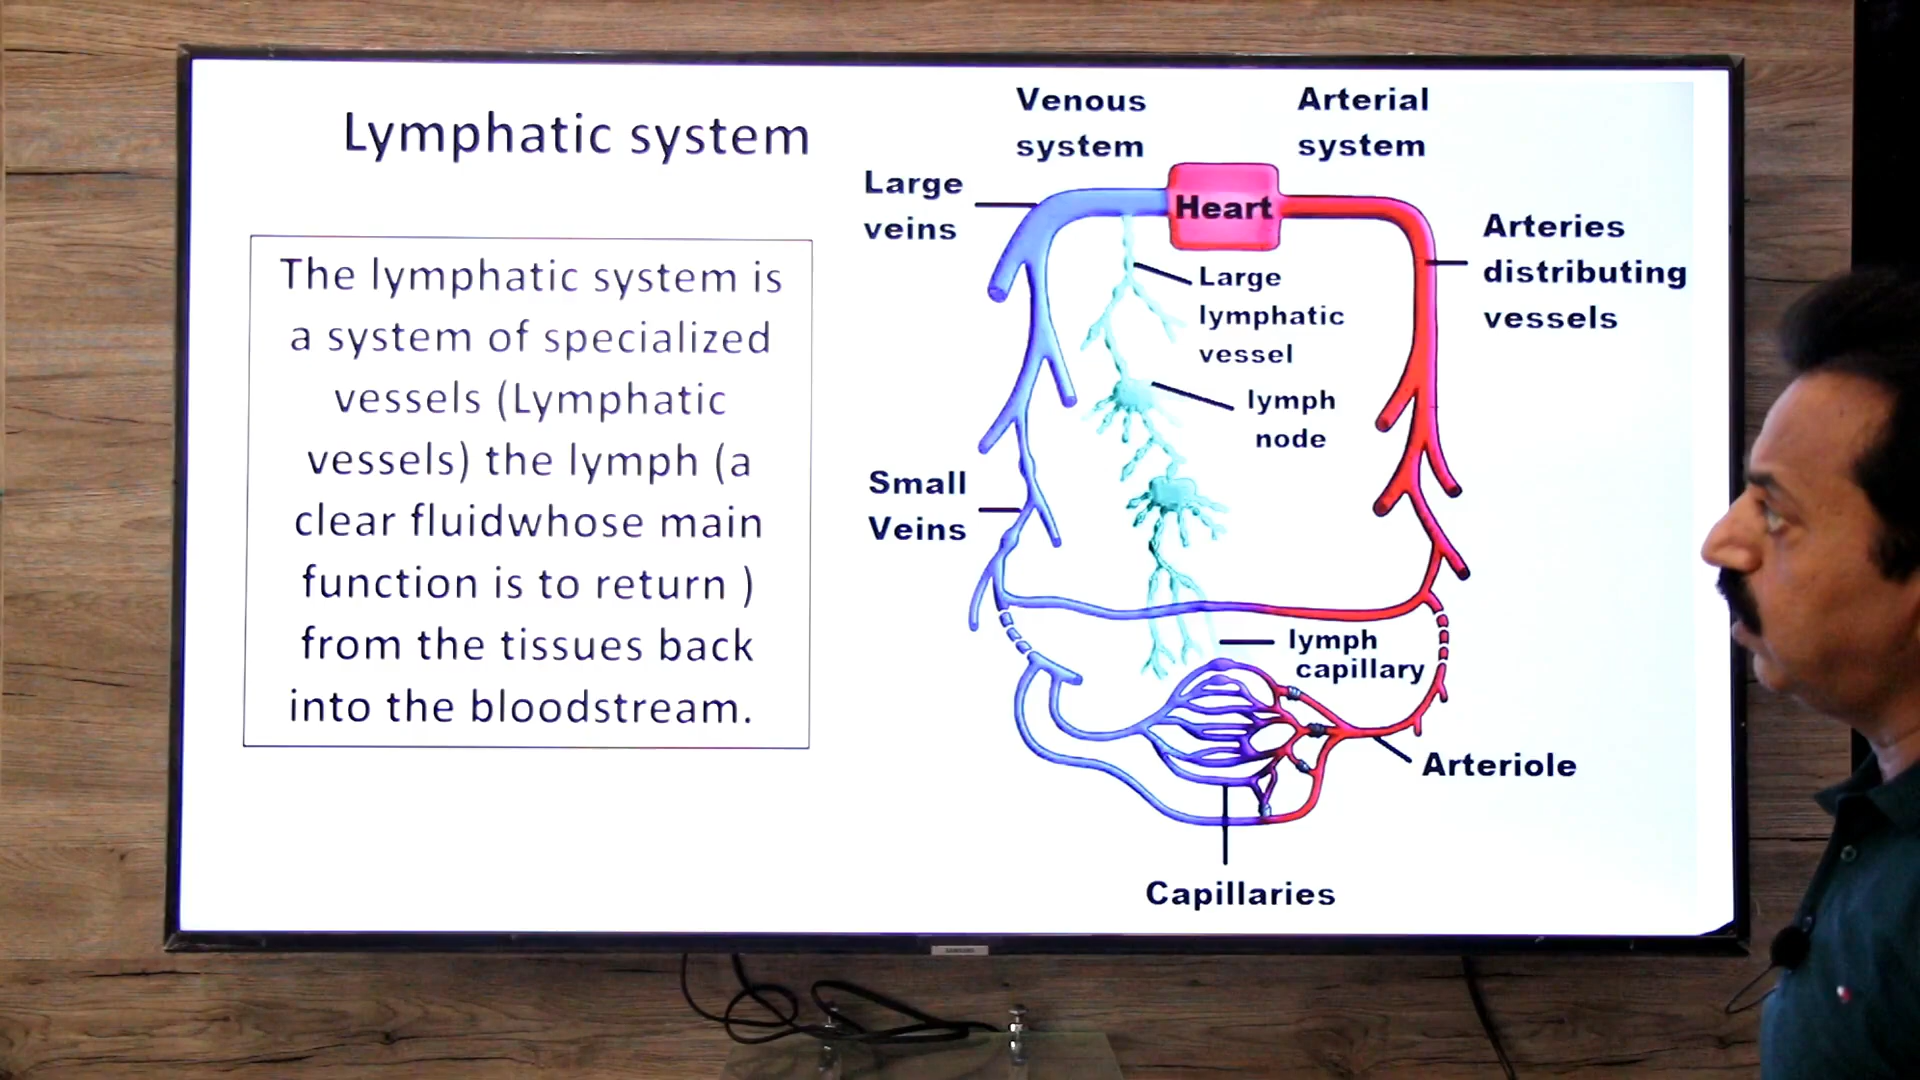 Lymphatic system
The lymphatic system is
a system of specialized
vessels (Lymphatic
vessels) the lymph (a
clear fluidwhose main
function is to return )
from the tissues back
into the bloodstream.
Venous
system
Arterial
system
Large
veins
Heart
Arteries
distributing
vessels
Large
lymphatic
vessel
lymph
node
Small
Veins
lymph
capillary
Arteriole
Capillaries
SAMSUNG